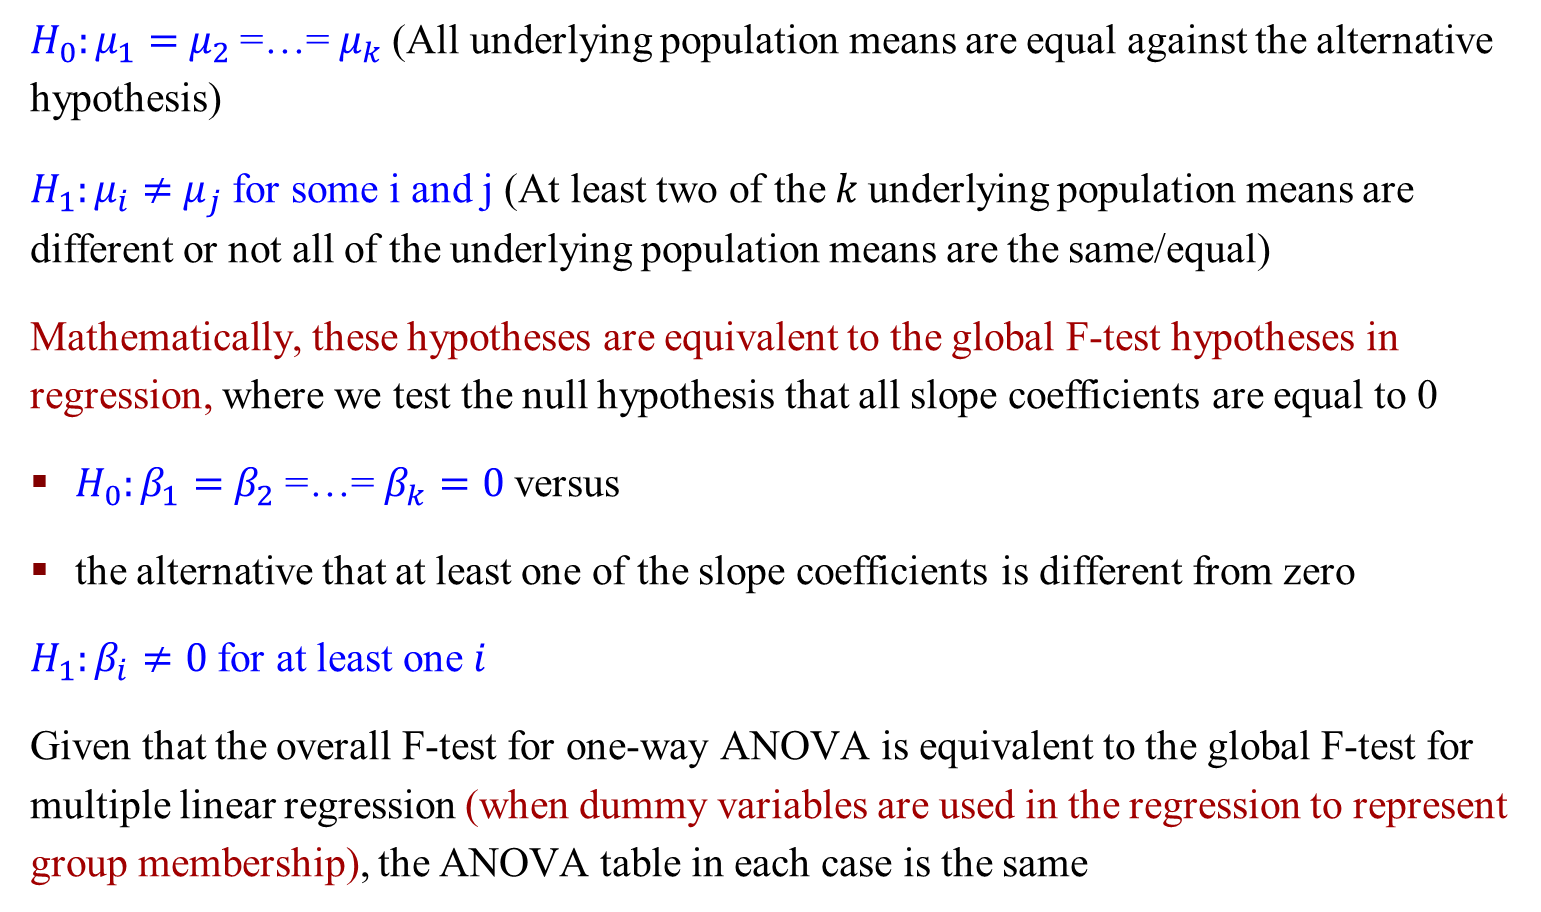 H₀: μ₁ = μ₂ =…= μₖ (All underlying population means are equal against the alternative
hypothesis)
H₁: μᵢ ≠ μⱼ for some i and j (At least two of the k underlying population means are
different or not all of the underlying population means are the same/equal)
Mathematically, these hypotheses are equivalent to the global F-test hypotheses in
regression, where we test the null hypothesis that all slope coefficients are equal to 0
▪ H₀: β₁ = β₂ =…= βₖ = 0 versus
▪ the alternative that at least one of the slope coefficients is different from zero
H₁: βᵢ ≠ 0 for at least one i
Given that the overall F-test for one-way ANOVA is equivalent to the global F-test for
multiple linear regression (when dummy variables are used in the regression to represent
group membership), the ANOVA table in each case is the same